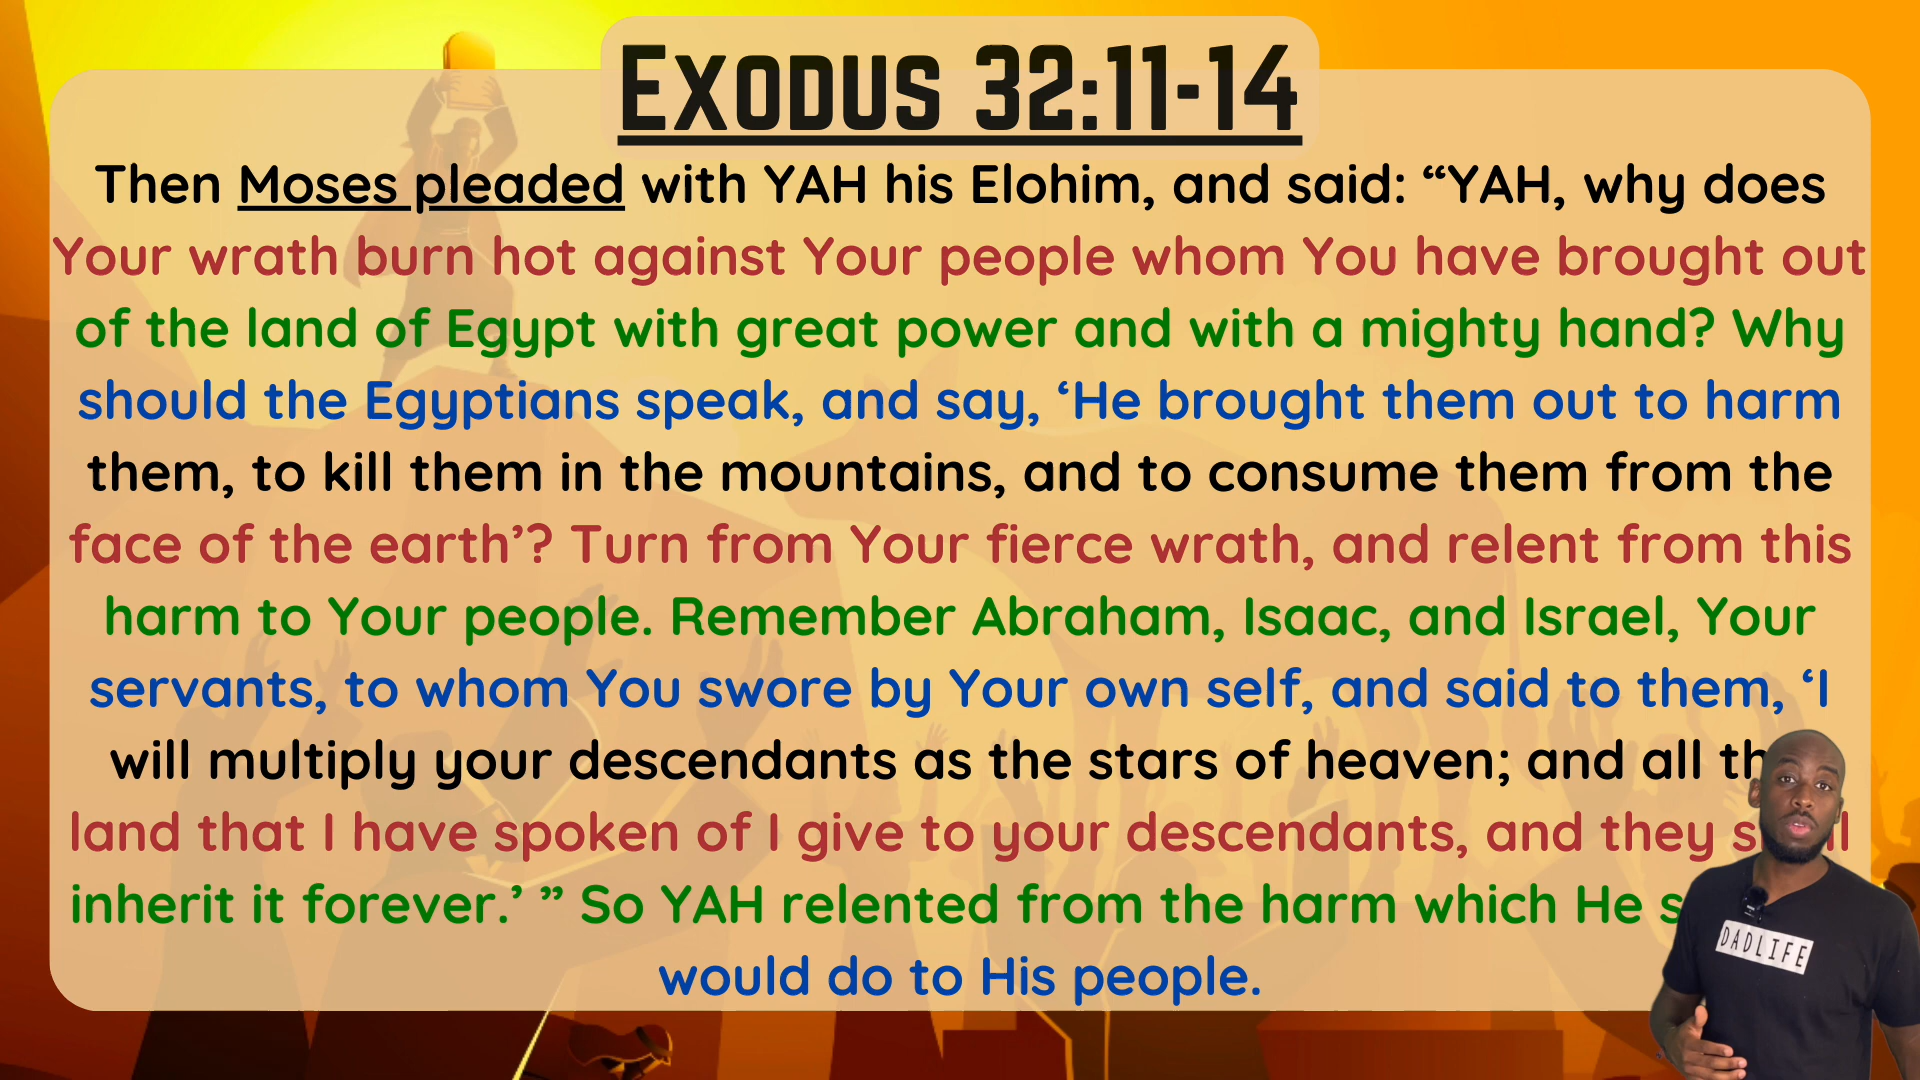 Exodus 32:11-14
Then Moses pleaded with YAH his Elohim, and said: “YAH, why does
Your wrath burn hot against Your people whom You have brought out
of the land of Egypt with great power and with a mighty hand? Why
should the Egyptians speak, and say, ‘He brought them out to harm
them, to kill them in the mountains, and to consume them from the
face of the earth’? Turn from Your fierce wrath, and relent from this
harm to Your people. Remember Abraham, Isaac, and Israel, Your
servants, to whom You swore by Your own self, and said to them, ‘I
will multiply your descendants as the stars of heaven; and all
land that I have spoken of I give to your descendants, and they
inherit it forever.’ ” So YAH relented from the harm which He
would do to His people.
DADLIFE